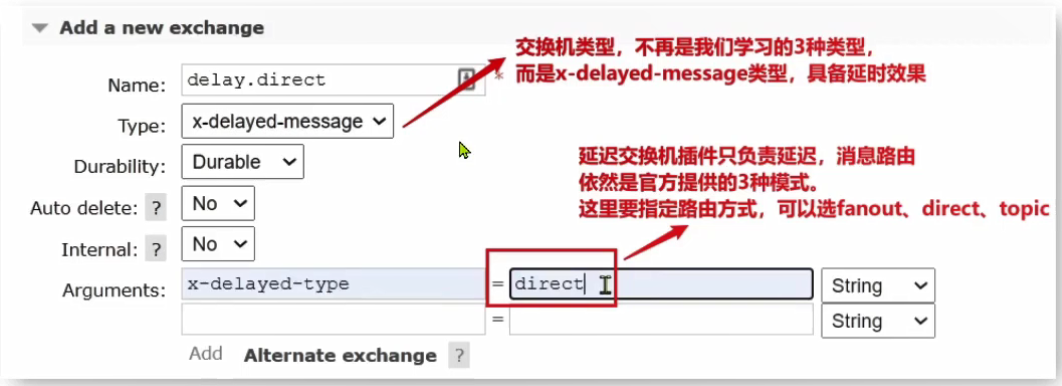 Add a new exchange
交换机类型，不再是我们学习的3种类型，
而是x-delayed-message类型，具备延时效果
Name: delay.direct *
Type: x-delayed-message
Durability: Durable
延迟交换机插件只负责延迟，消息路由
依然是官方提供的3种模式。
这里要指定路由方式，可以选fanout、direct、topic
Auto delete: ? No
Internal: ? No
Arguments: x-delayed-type = direct String
= String
Add Alternate exchange ?